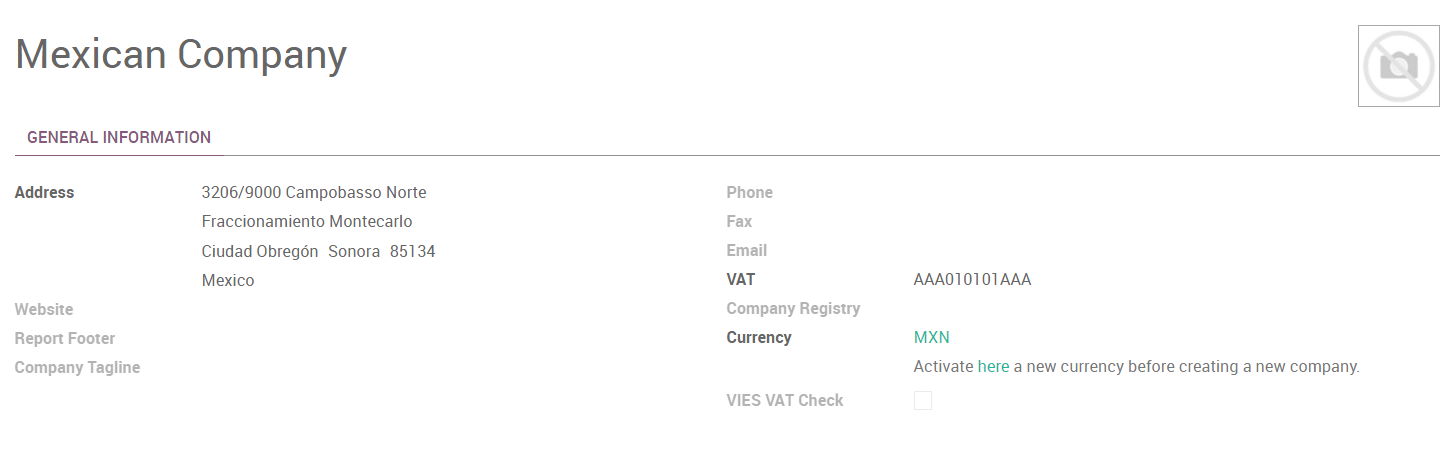 Mexican Company
GENERAL INFORMATION
Address 3206/9000 Campobasso Norte
Fraccionamiento Montecarlo
Ciudad Obregón Sonora 85134
Mexico
Website
Report Footer
Company Tagline
Phone
Fax
Email
VAT AAA010101AAA
Company Registry
Currency MXN
Activate here a new currency before creating a new company.
VIES VAT Check